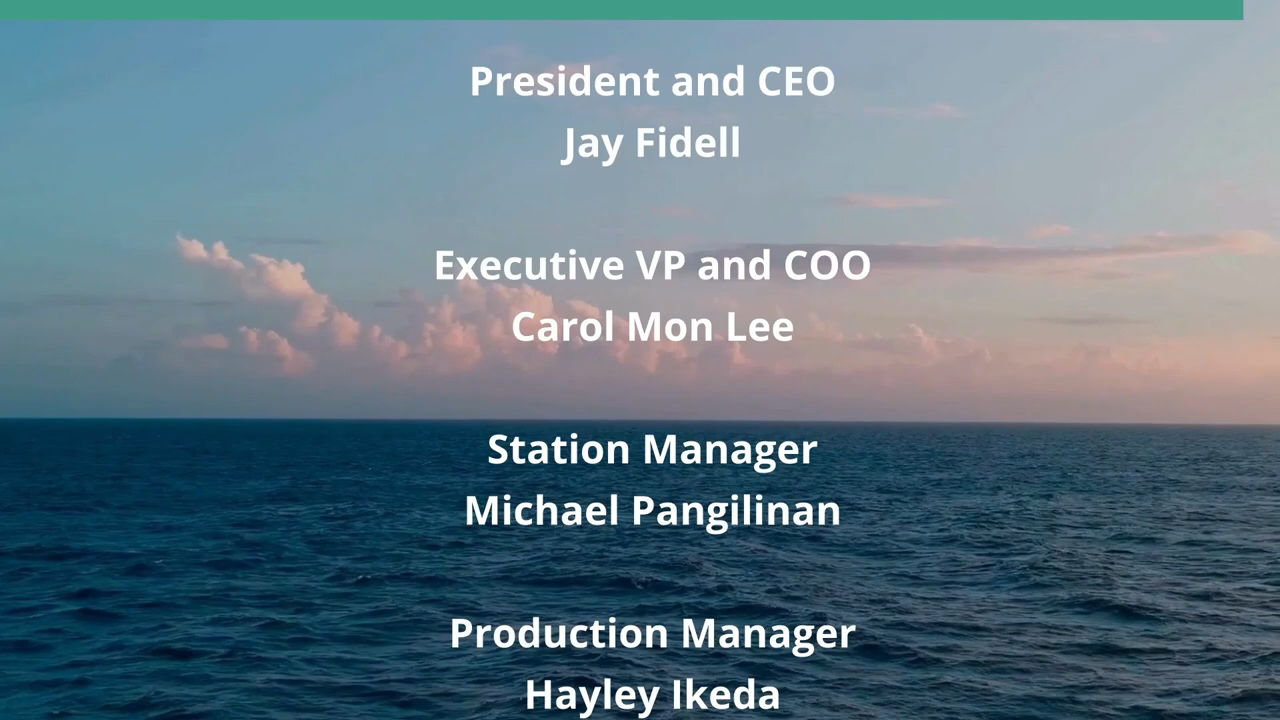 President and CEO
Jay Fidell
Executive VP and COO
Carol Mon Lee
Station Manager
Michael Pangilinan
Production Manager
Hayley Ikeda